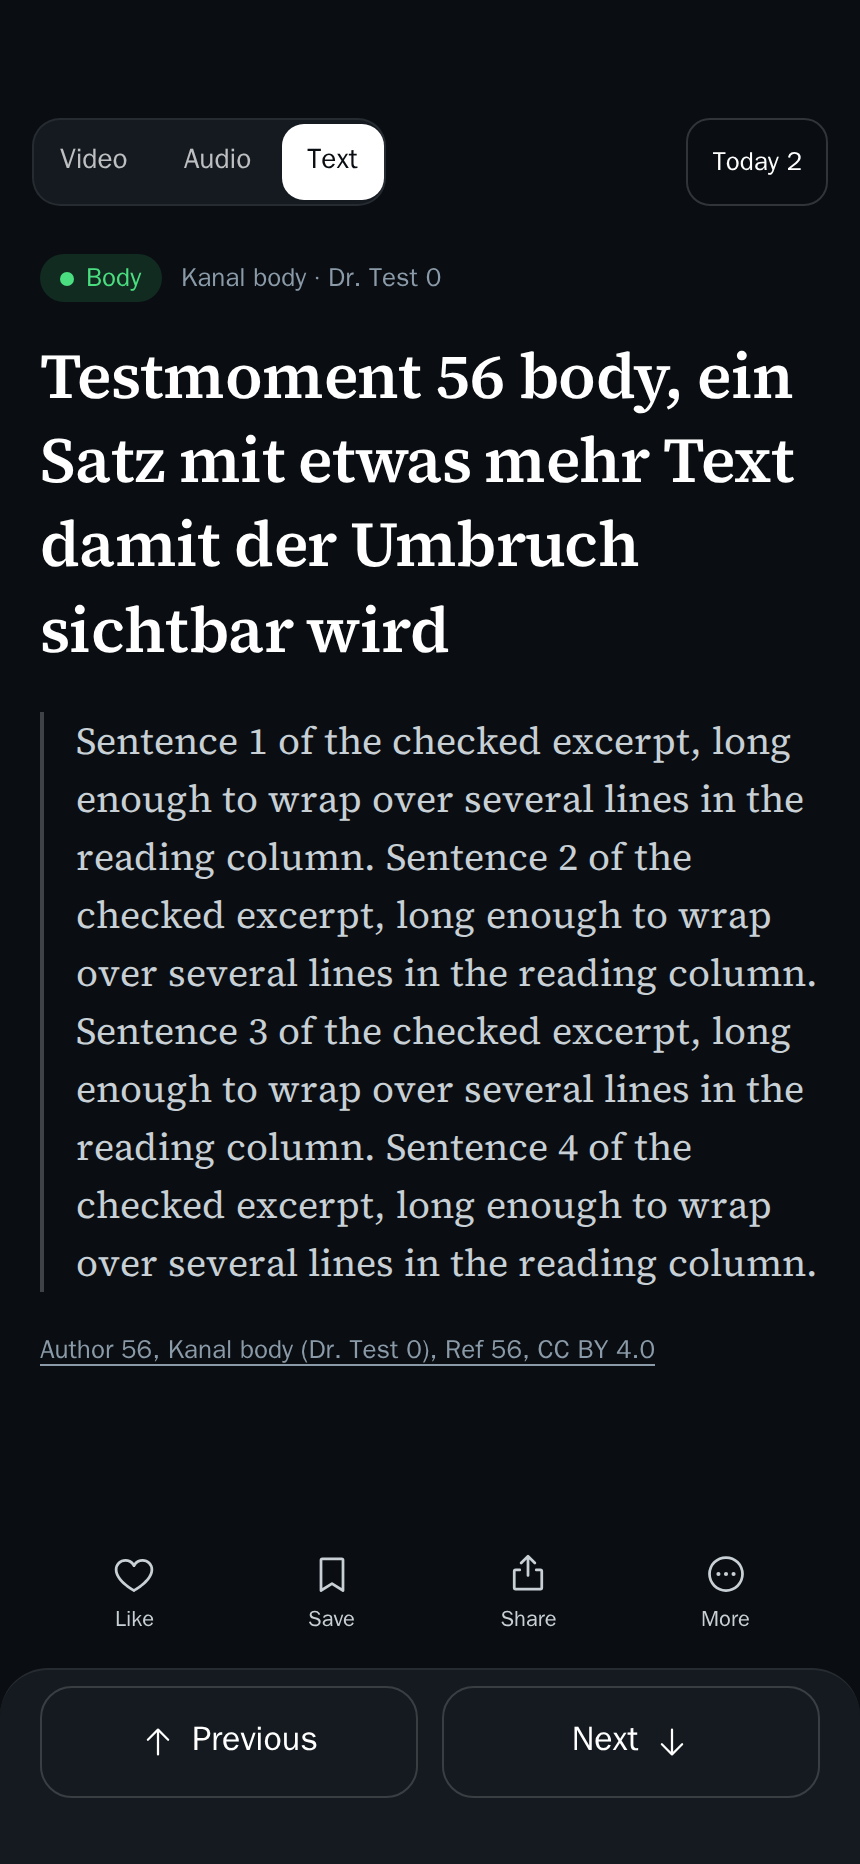 Video Audio Text
Today 2
Body Kanal body · Dr. Test 0
Testmoment 56 body, ein
Satz mit etwas mehr Text
damit der Umbruch
sichtbar wird
Sentence 1 of the checked excerpt, long
enough to wrap over several lines in the
reading column. Sentence 2 of the
checked excerpt, long enough to wrap
over several lines in the reading column.
Sentence 3 of the checked excerpt, long
enough to wrap over several lines in the
reading column. Sentence 4 of the
checked excerpt, long enough to wrap
over several lines in the reading column.
Author 56, Kanal body (Dr. Test 0), Ref 56, CC BY 4.0
Like Save Share More
Previous Next